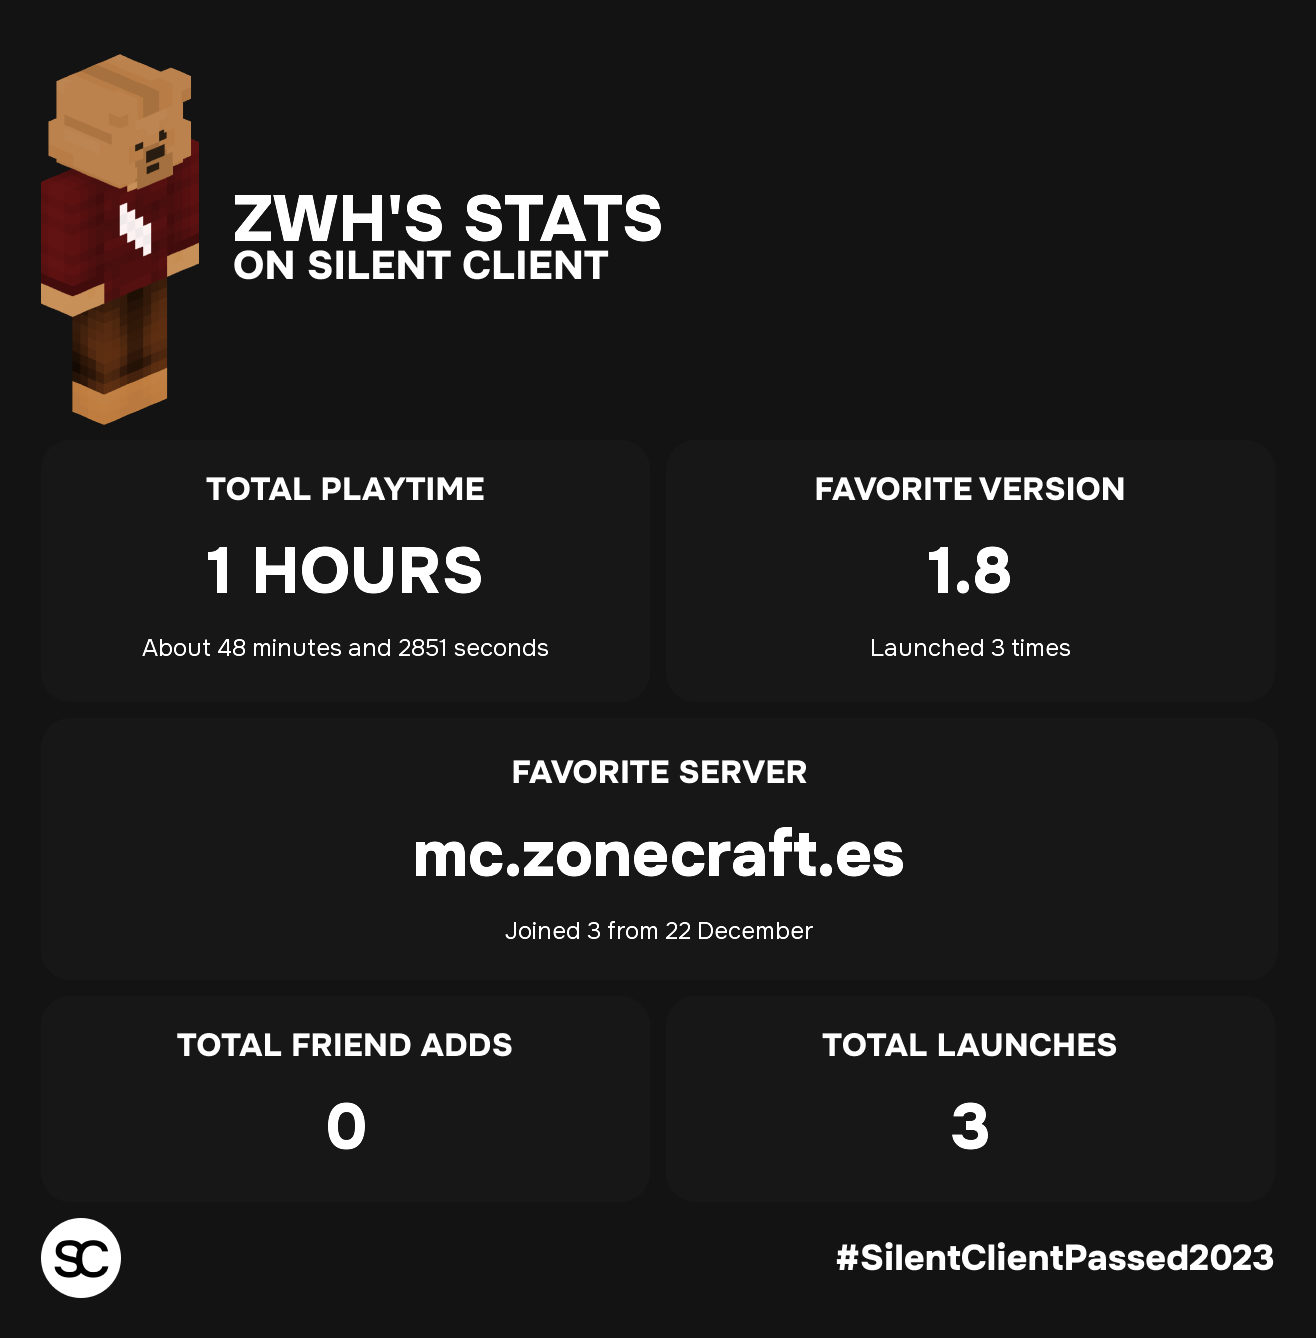 ZWH'S STATS
ON SILENT CLIENT
TOTAL PLAYTIME
1 HOURS
About 48 minutes and 2851 seconds
FAVORITE VERSION
1.8
Launched 3 times
FAVORITE SERVER
mc.zonecraft.es
Joined 3 from 22 December
TOTAL FRIEND ADDS
0
TOTAL LAUNCHES
3
SC
#SilentClientPassed2023